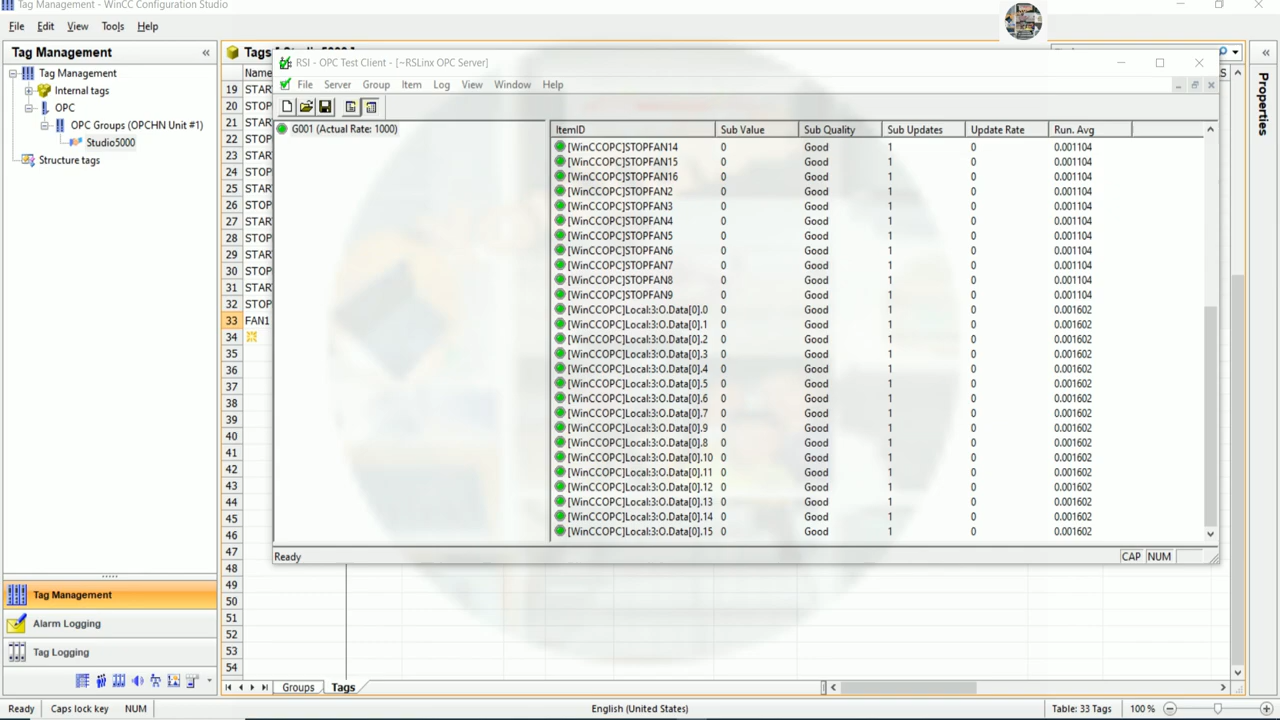 Tag Management - WinCC Configuration Studio
File Edit View Tools Help
Tag Management «
Tag Management
Internal tags
OPC
OPC Groups (OPCHN Unit #1)
Studio5000
Structure tags
Tags [ Studio5000 ]
Name
19 STAR
20 STOP
21 STAR
22 STOP
23 STAR
24 STOP
25 STAR
26 STOP
27 STAR
28 STOP
29 STAR
30 STOP
31 STAR
32 STOP
33 FAN1
34
35
36
37
38
39
40
41
42
43
44
45
46
47
48
49
50
51
52
53
54
RSI - OPC Test Client - [~RSLinx OPC Server]
File Server Group Item Log View Window Help
G001 (Actual Rate: 1000)
ItemID Sub Value Sub Quality Sub Updates Update Rate Run. Avg
[WinCCOPC]STOPFAN14 0 Good 1 0 0.001104
[WinCCOPC]STOPFAN15 0 Good 1 0 0.001104
[WinCCOPC]STOPFAN16 0 Good 1 0 0.001104
[WinCCOPC]STOPFAN2 0 Good 1 0 0.001104
[WinCCOPC]STOPFAN3 0 Good 1 0 0.001104
[WinCCOPC]STOPFAN4 0 Good 1 0 0.001104
[WinCCOPC]STOPFAN5 0 Good 1 0 0.001104
[WinCCOPC]STOPFAN6 0 Good 1 0 0.001104
[WinCCOPC]STOPFAN7 0 Good 1 0 0.001104
[WinCCOPC]STOPFAN8 0 Good 1 0 0.001104
[WinCCOPC]STOPFAN9 0 Good 1 0 0.001104
[WinCCOPC]Local:3:O.Data[0].0 0 Good 1 0 0.001602
[WinCCOPC]Local:3:O.Data[0].1 0 Good 1 0 0.001602
[WinCCOPC]Local:3:O.Data[0].2 0 Good 1 0 0.001602
[WinCCOPC]Local:3:O.Data[0].3 0 Good 1 0 0.001602
[WinCCOPC]Local:3:O.Data[0].4 0 Good 1 0 0.001602
[WinCCOPC]Local:3:O.Data[0].5 0 Good 1 0 0.001602
[WinCCOPC]Local:3:O.Data[0].6 0 Good 1 0 0.001602
[WinCCOPC]Local:3:O.Data[0].7 0 Good 1 0 0.001602
[WinCCOPC]Local:3:O.Data[0].9 0 Good 1 0 0.001602
[WinCCOPC]Local:3:O.Data[0].8 0 Good 1 0 0.001602
[WinCCOPC]Local:3:O.Data[0].10 0 Good 1 0 0.001602
[WinCCOPC]Local:3:O.Data[0].11 0 Good 1 0 0.001602
[WinCCOPC]Local:3:O.Data[0].12 0 Good 1 0 0.001602
[WinCCOPC]Local:3:O.Data[0].13 0 Good 1 0 0.001602
[WinCCOPC]Local:3:O.Data[0].14 0 Good 1 0 0.001602
[WinCCOPC]Local:3:O.Data[0].15 0 Good 1 0 0.001602
Ready CAP NUM
S
«
Properties
Tag Management
Alarm Logging
Tag Logging
Groups Tags
Ready Caps lock key NUM English (United States) Table: 33 Tags 100 %